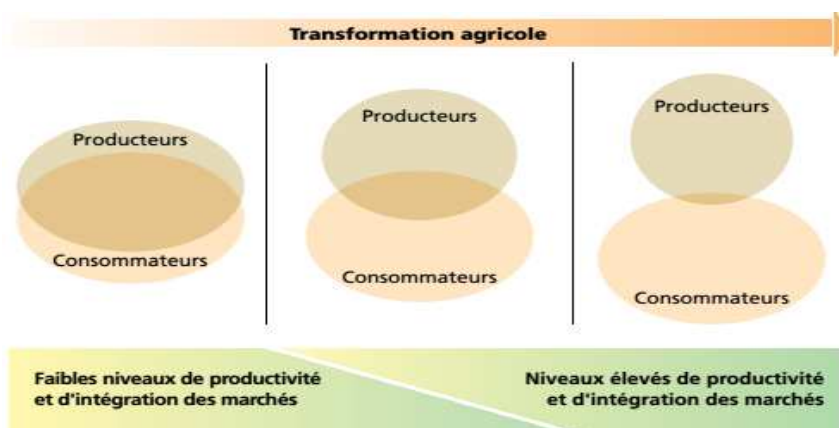 Transformation agricole
Producteurs
Consommateurs
Producteurs
Consommateurs
Producteurs
Consommateurs
Faibles niveaux de productivité
et d'intégration des marchés
Niveaux élevés de productivité
et d'intégration des marchés